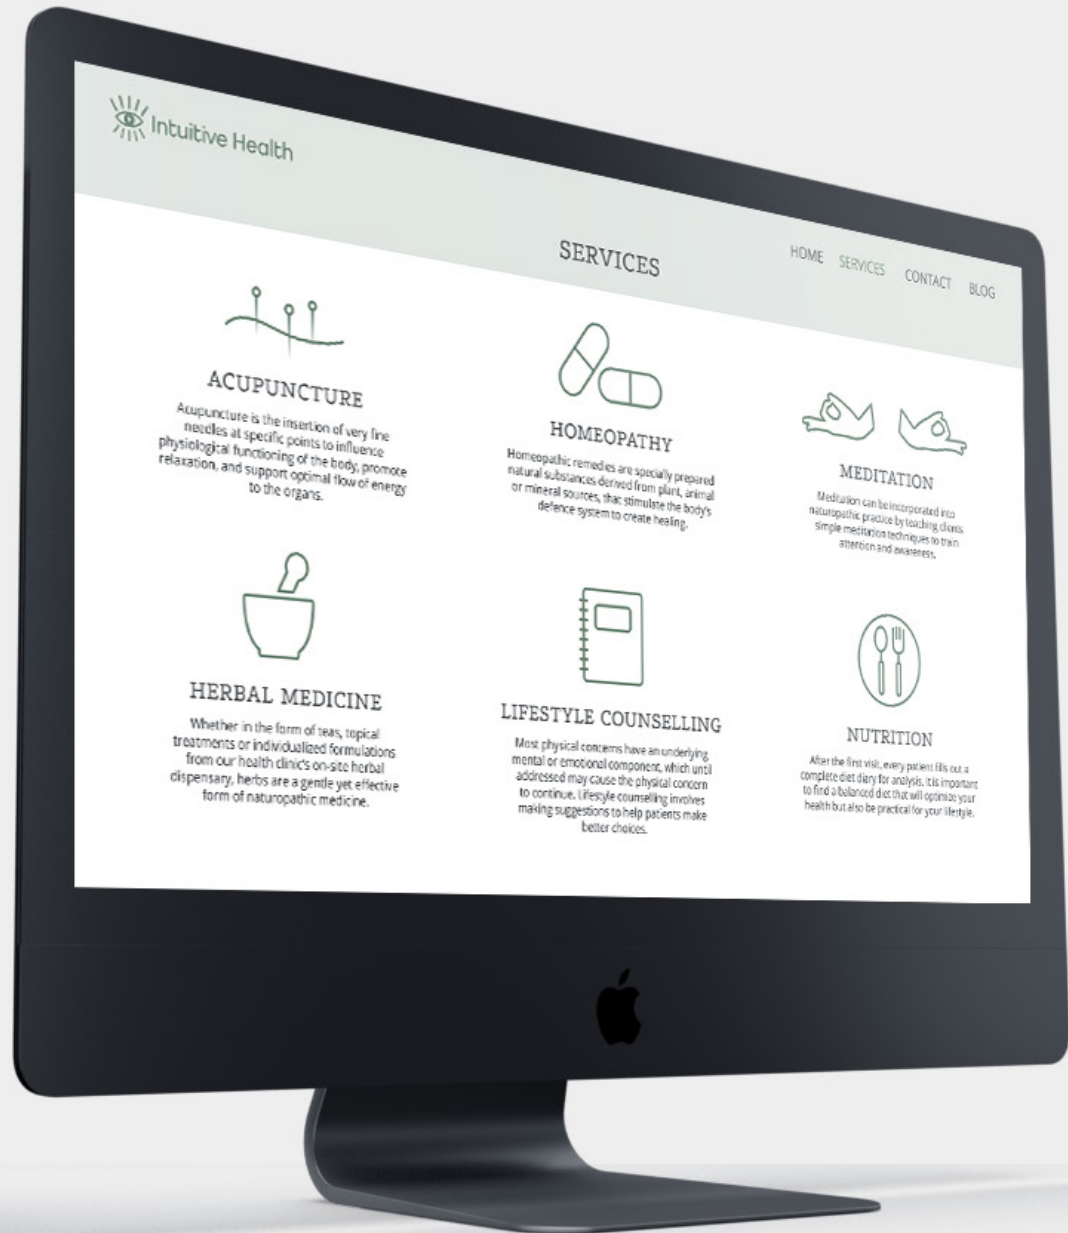 Intuitive Health
SERVICES
HOME SERVICES CONTACT BLOG
ACUPUNCTURE
Acupuncture is the insertion of very fine
needles at specific points to influence
physiological functioning of the body, promote
relaxation, and support optimal flow of energy
to the organs.
HOMEOPATHY
Homeopathic remedies are specially prepared
natural substances derived from plant, animal
or mineral sources, that stimulate the body's
defence system to create healing.
MEDITATION
Meditation can be incorporated into
naturopathic practice by teaching clients
simple meditation techniques to train
attention and awareness.
HERBAL MEDICINE
Whether in the form of teas, topical
treatments or individualized formulations
from our health clinic's on-site herbal
dispensary, herbs are a gentle yet effective
form of naturopathic medicine.
LIFESTYLE COUNSELLING
Most physical concerns have an underlying
mental or emotional component, which until
addressed may cause the physical concern
to continue. Lifestyle counselling involves
making suggestions to help patients make
better choices.
NUTRITION
After the first visit, every patient fills out a
complete diet diary for analysis. It is important
to find a balanced diet that will optimize your
health but also be practical for your lifestyle.